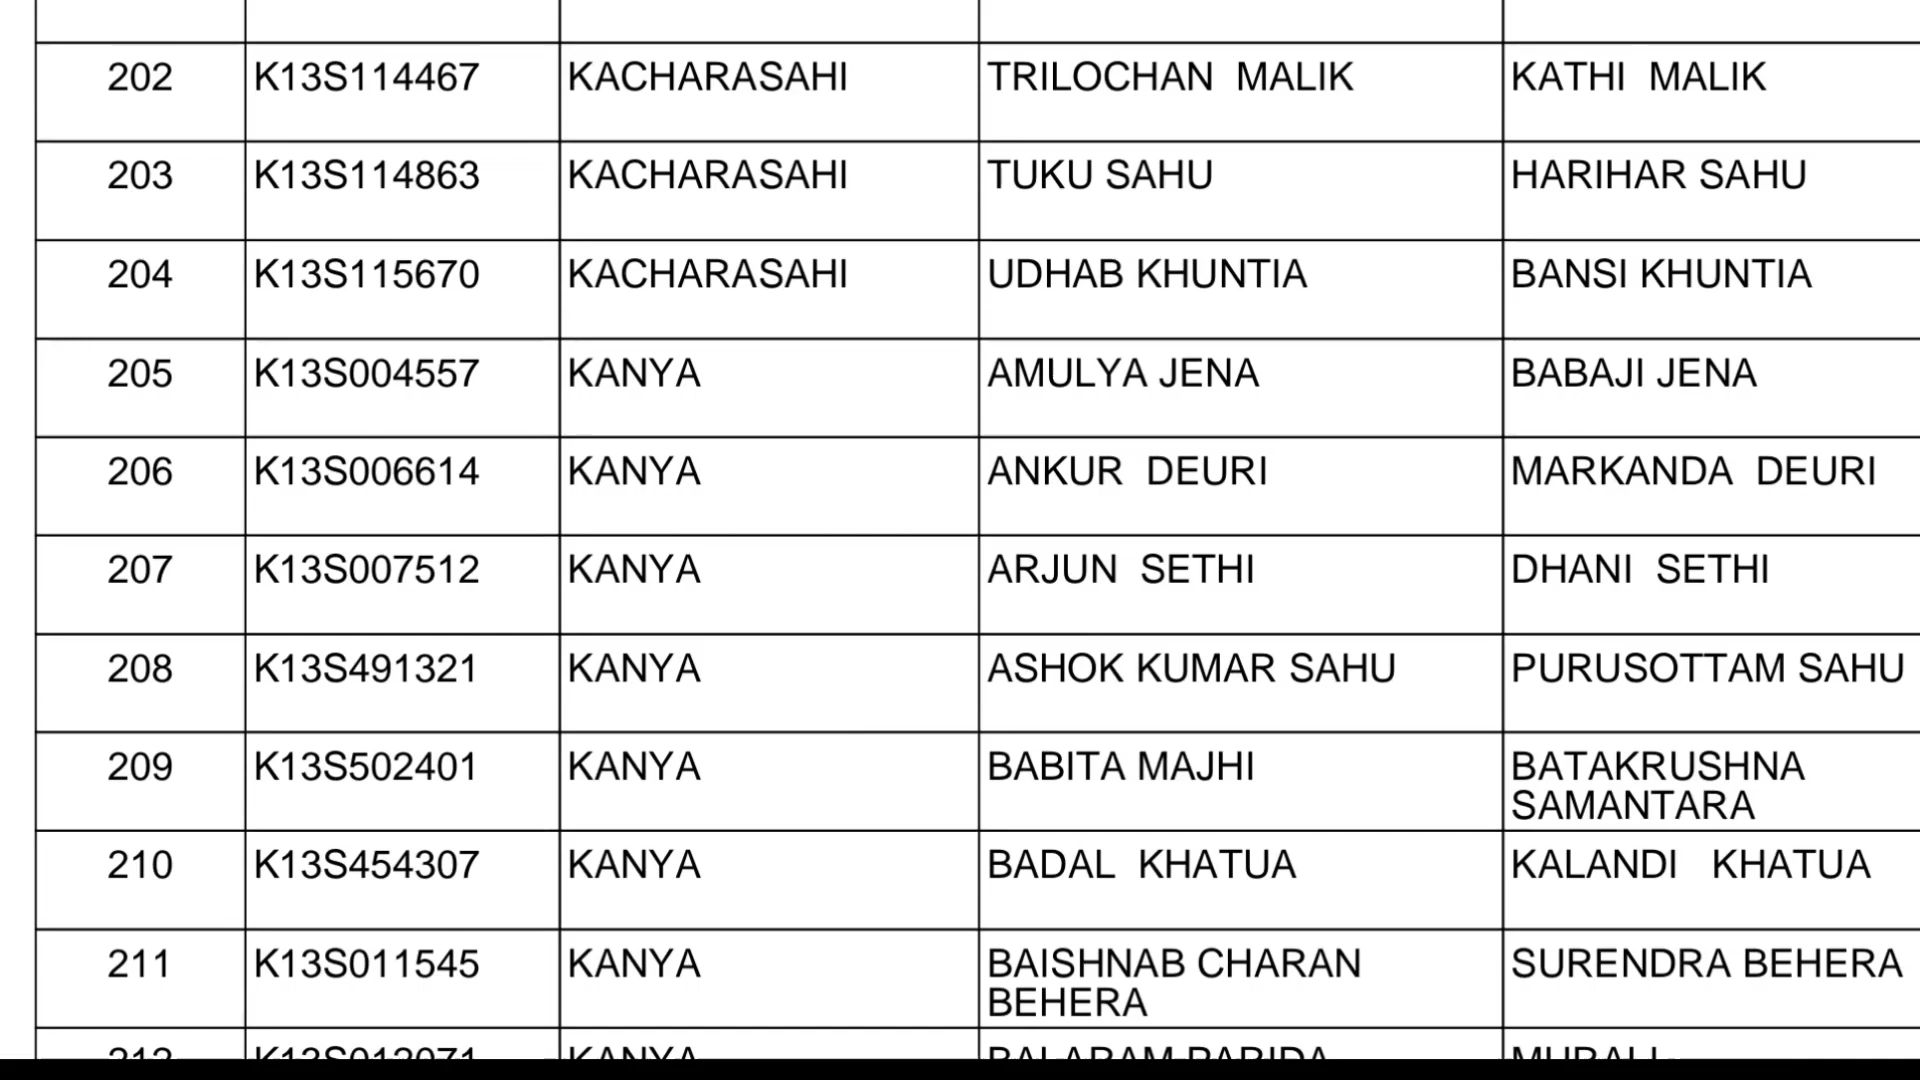 202 K13S114467 KACHARASAHI TRILOCHAN MALIK KATHI MALIK
203 K13S114863 KACHARASAHI TUKU SAHU HARIHAR SAHU
204 K13S115670 KACHARASAHI UDHAB KHUNTIA BANSI KHUNTIA
205 K13S004557 KANYA AMULYA JENA BABAJI JENA
206 K13S006614 KANYA ANKUR DEURI MARKANDA DEURI
207 K13S007512 KANYA ARJUN SETHI DHANI SETHI
208 K13S491321 KANYA ASHOK KUMAR SAHU PURUSOTTAM SAHU
209 K13S502401 KANYA BABITA MAJHI BATAKRUSHNA
SAMANTARA
210 K13S454307 KANYA BADAL KHATUA KALANDI KHATUA
211 K13S011545 KANYA BAISHNAB CHARAN SURENDRA BEHERA
BEHERA
212 KANYA